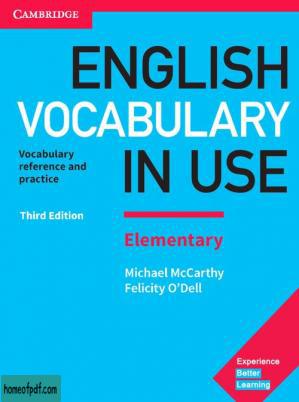 CAMBRIDGE
ENGLISH
VOCABULARY
IN USE
Vocabulary
reference and
practice
Third Edition
Elementary
Michael McCarthy
Felicity O'Dell
Experience
Better
Learning
homeofpdf.com